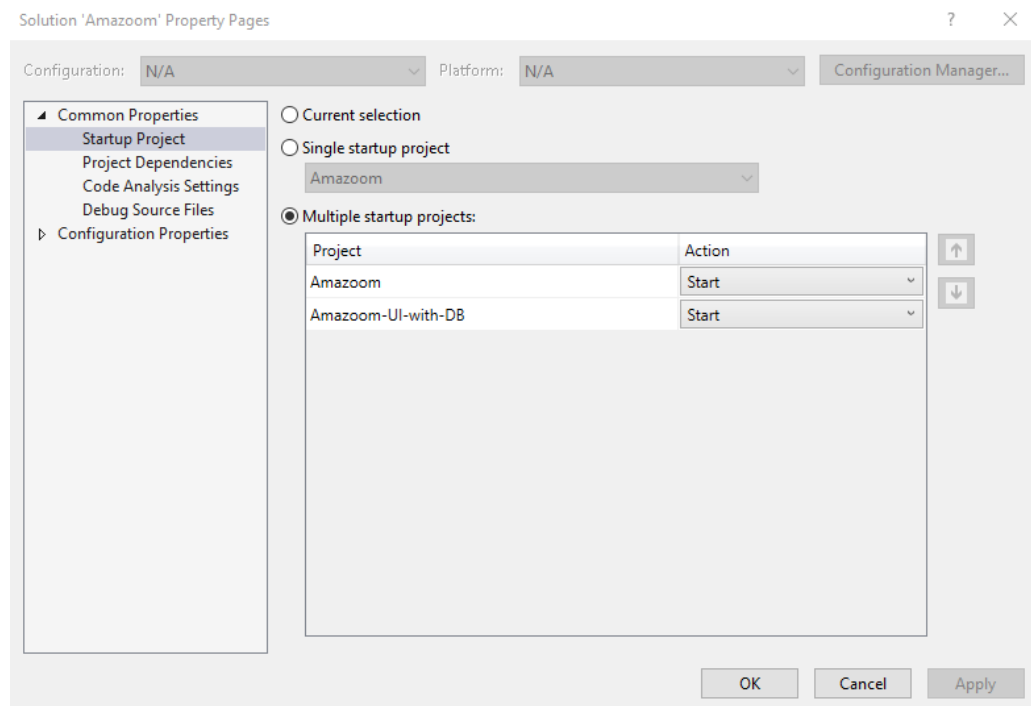 Solution 'Amazoom' Property Pages ?
Configuration: N/A Platform: N/A Configuration Manager...
Common Properties
Startup Project
Project Dependencies
Code Analysis Settings
Debug Source Files
Configuration Properties
Current selection
Single startup project
Amazoom
Multiple startup projects:
Project Action
Amazoom Start
Amazoom-UI-with-DB Start
OK Cancel Apply